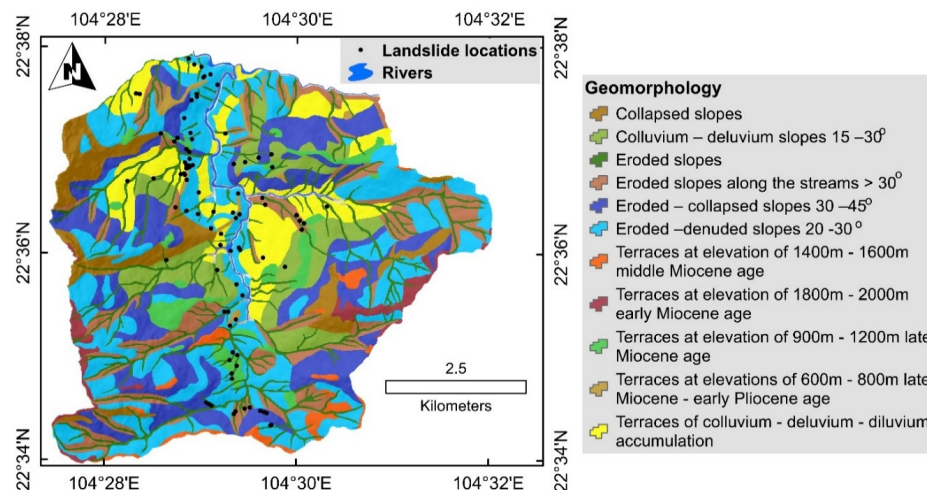 104°28'E 104°30'E 104°32'E
22°38'N
22°38'N
N
Landslide locations
Rivers
22°36'N
22°36'N
2.5
Kilometers
22°34'N
22°34'N
104°28'E 104°30'E 104°32'E
Geomorphology
Collapsed slopes
Colluvium – deluvium slopes 15 –30°
Eroded slopes
Eroded slopes along the streams > 30°
Eroded – collapsed slopes 30 –45°
Eroded –denuded slopes 20 -30 °
Terraces at elevation of 1400m - 1600m
middle Miocene age
Terraces at elevation of 1800m - 2000m
early Miocene age
Terraces at elevation of 900m - 1200m late
Miocene age
Terraces at elevations of 600m - 800m late
Miocene - early Pliocene age
Terraces of colluvium - deluvium - diluvium
accumulation